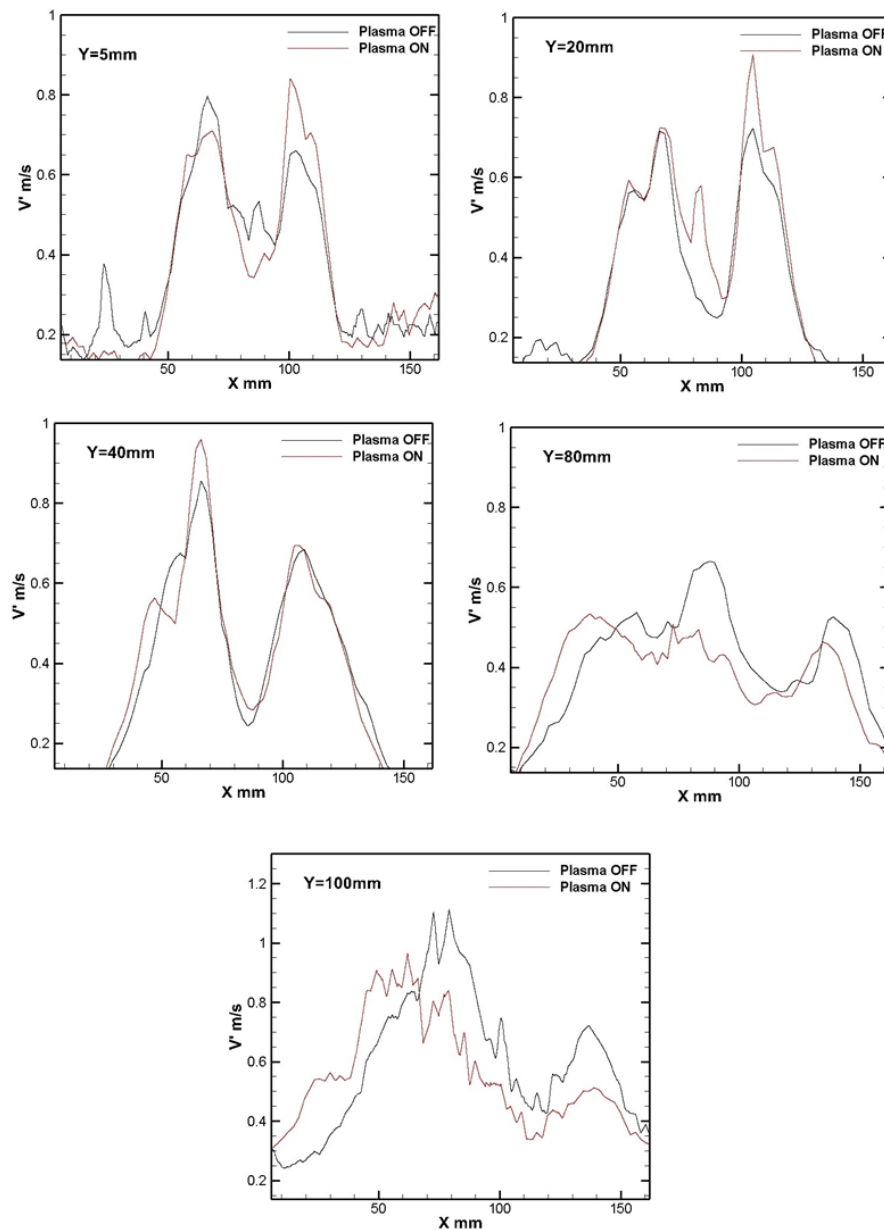 1
Plasma OFF
Plasma ON
Y=5mm
0.8
0.6
V' m/s
0.4
0.2
50
100
150
X mm
1
Plasma OFF
Plasma ON
Y=20mm
0.8
0.6
V' m/s
0.4
0.2
50
100
150
X mm
1
Plasma OFF
Plasma ON
Y=40mm
0.8
0.6
V' m/s
0.4
0.2
50
100
150
X mm
1
Plasma OFF
Plasma ON
Y=80mm
0.8
0.6
V' m/s
0.4
0.2
50
100
150
X mm
1.2
Plasma OFF
Plasma ON
Y=100mm
1
0.8
V' m/s
0.6
0.4
0.2
50
100
150
X mm